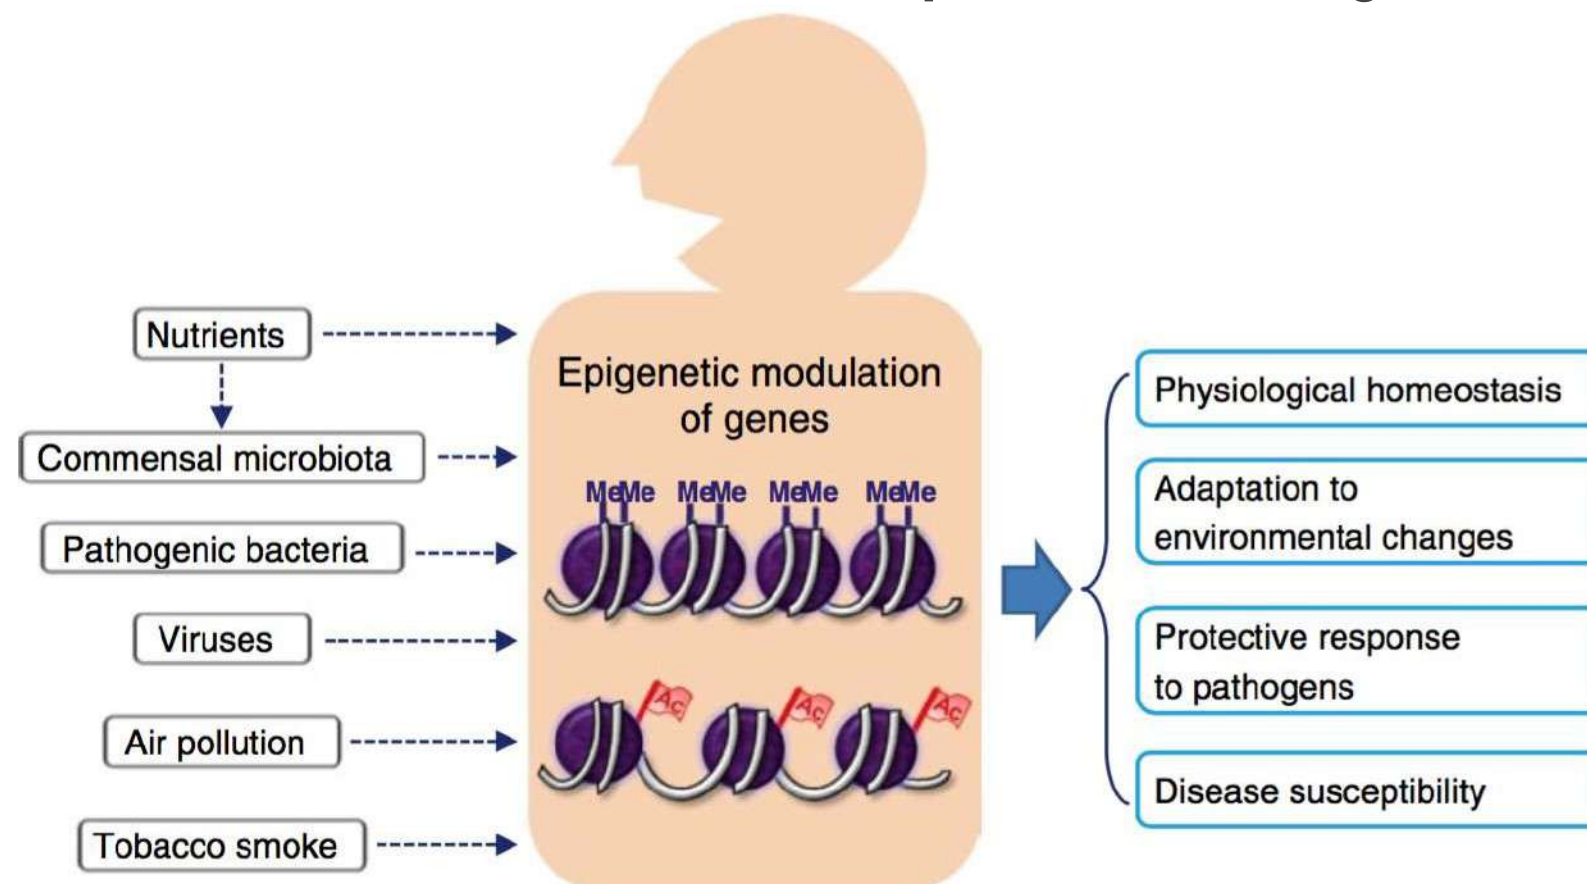 Nutrients
Commensal microbiota
Pathogenic bacteria
Viruses
Air pollution
Tobacco smoke
Epigenetic modulation
of genes
MeMe MeMe MeMe MeMe
Ac Ac Ac
Physiological homeostasis
Adaptation to
environmental changes
Protective response
to pathogens
Disease susceptibility